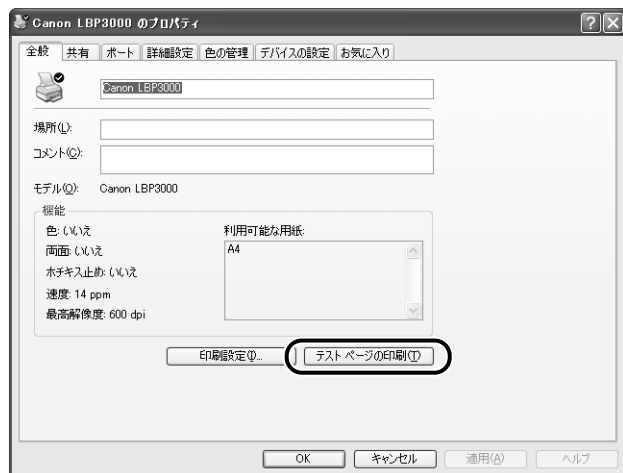 Canon LBP3000 のプロパティ
全般 共有 ポート 詳細設定 色の管理 デバイスの設定 お気に入り
Canon LBP3000
場所(L):
コメント(C):
モデル(O): Canon LBP3000
機能
色: いいえ 利用可能な用紙:
両面: いいえ A4
ホチキス止め: いいえ
速度: 14 ppm
最高解像度: 600 dpi
印刷設定(I)... テスト ページの印刷(T)
OK キャンセル 適用(A) ヘルプ